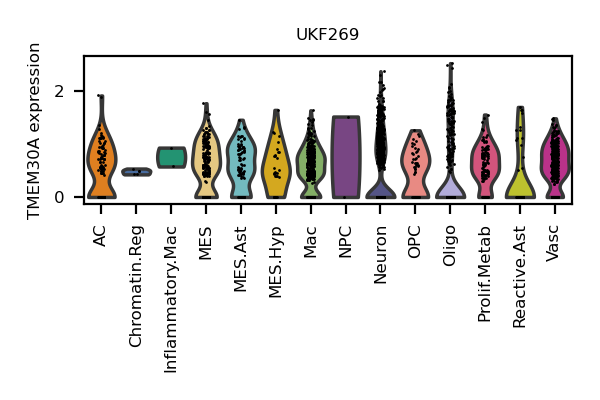 UKF269
TMEM30A expression
2
0
AC
Chromatin.Reg
Inflammatory.Mac
MES
MES.Ast
MES.Hyp
Mac
NPC
Neuron
OPC
Oligo
Prolif.Metab
Reactive.Ast
Vasc